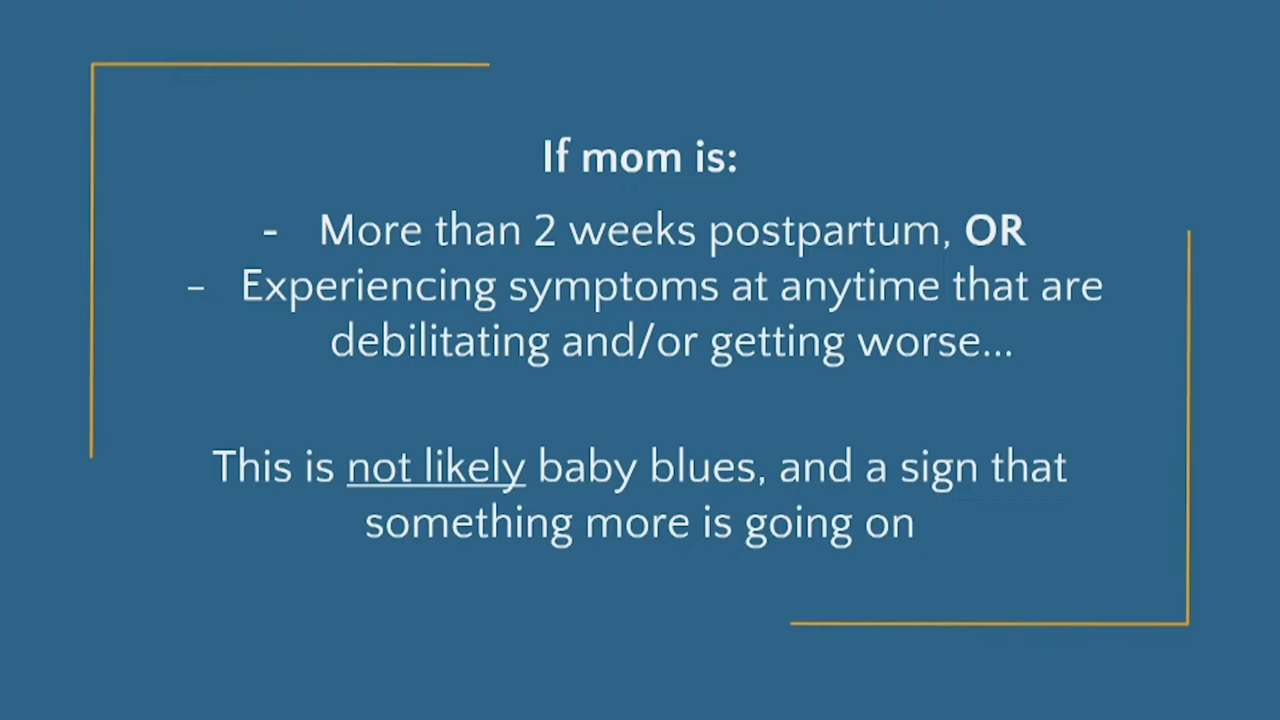 If mom is:
- More than 2 weeks postpartum, OR
- Experiencing symptoms at anytime that are
debilitating and/or getting worse...
This is not likely baby blues, and a sign that
something more is going on